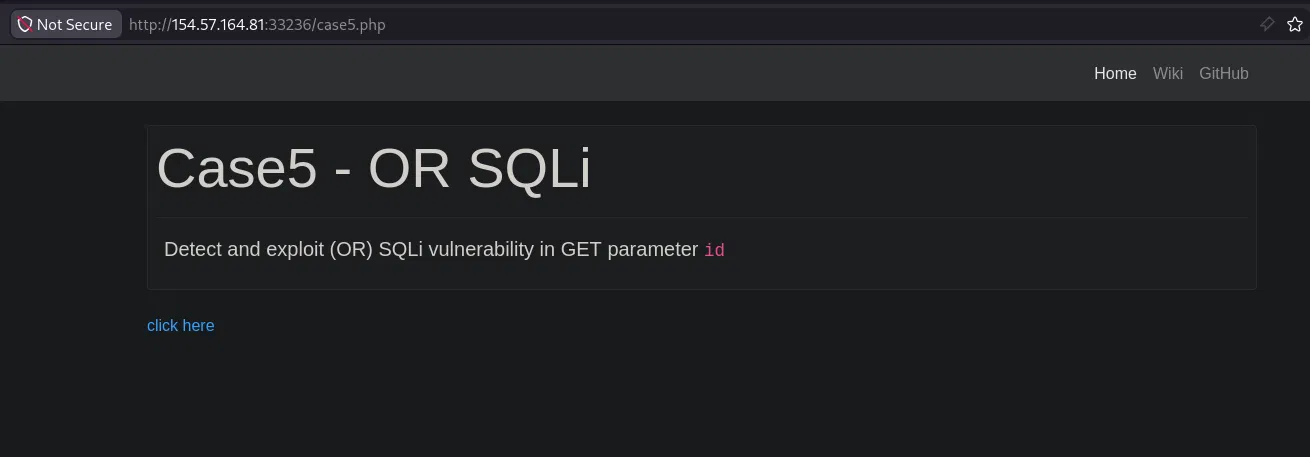 Not Secure http://154.57.164.81:33236/case5.php
Home Wiki GitHub
Case5 - OR SQLi
Detect and exploit (OR) SQLi vulnerability in GET parameter id
click here